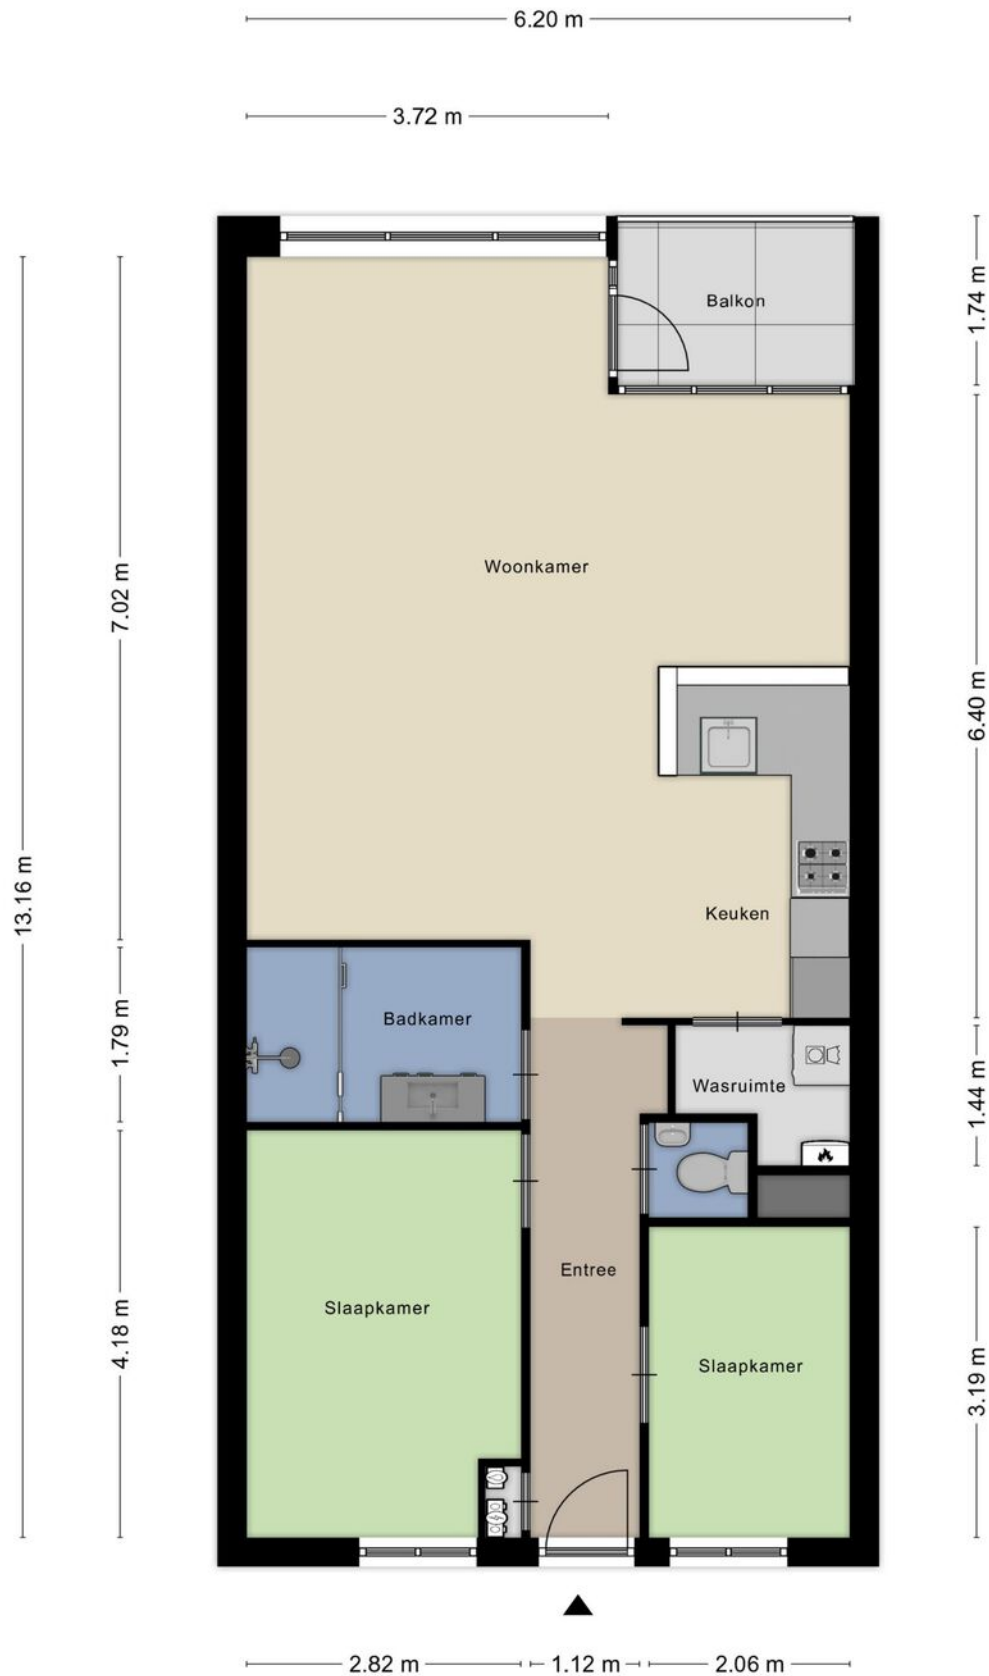 6.20 m
3.72 m
Balkon
1.74 m
Woonkamer
7.02 m
6.40 m
13.16 m
Keuken
Badkamer
1.79 m
Wasruimte
1.44 m
Entree
Slaapkamer
4.18 m
Slaapkamer
3.19 m
2.82 m
1.12 m
2.06 m